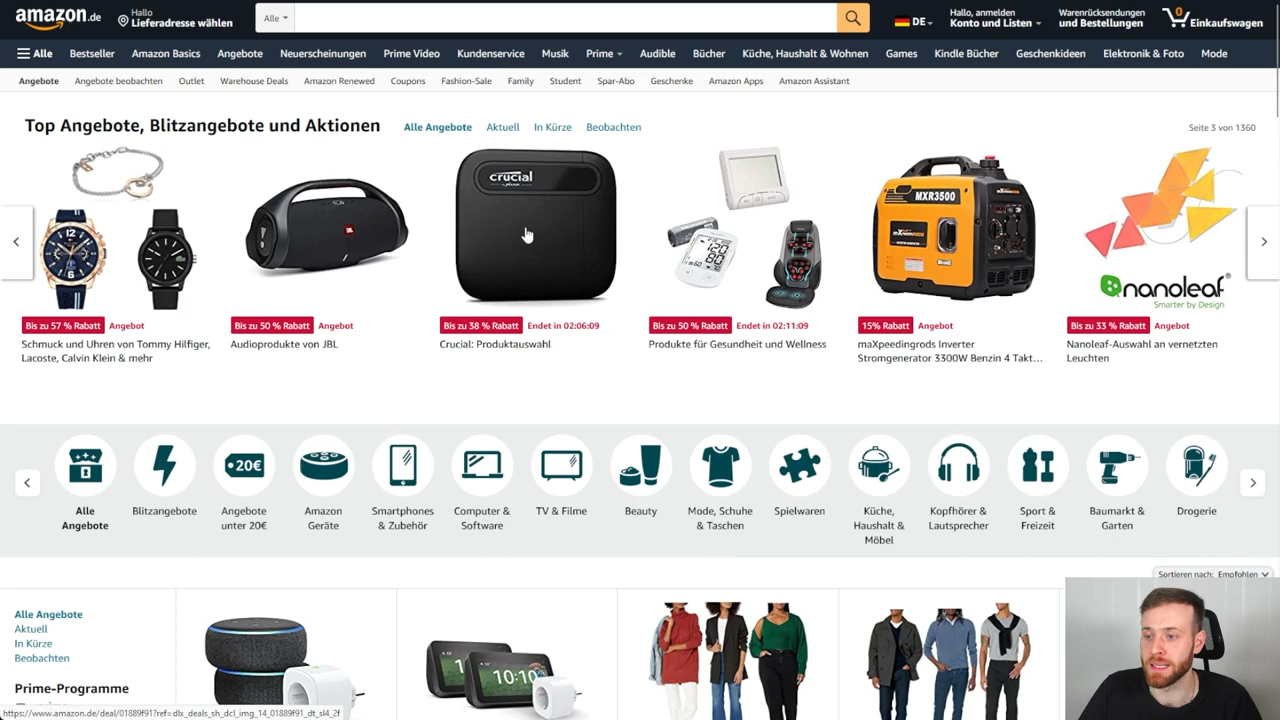 amazon.de
Hallo
Lieferadresse wählen
Alle
DE
Hallo, anmelden
Konto und Listen
Warenrücksendungen
und Bestellungen
0
Einkaufswagen
Alle
Bestseller
Amazon Basics
Angebote
Neuerscheinungen
Prime Video
Kundenservice
Musik
Prime
Audible
Bücher
Küche, Haushalt & Wohnen
Games
Kindle Bücher
Geschenkideen
Elektronik & Foto
Mode
Angebote
Angebote beobachten
Outlet
Warehouse Deals
Amazon Renewed
Coupons
Fashion-Sale
Family
Student
Spar-Abo
Geschenke
Amazon Apps
Amazon Assistant
Top Angebote, Blitzangebote und Aktionen
Alle Angebote
Aktuell
In Kürze
Beobachten
Seite 3 von 1360
JBL
crucial
MXR3500
nanoleaf®
Smarter by Design
Bis zu 57 % Rabatt
Angebot
Schmuck und Uhren von Tommy Hilfiger,
Lacoste, Calvin Klein & mehr
Bis zu 50 % Rabatt
Angebot
Audioprodukte von JBL
Bis zu 38 % Rabatt
Endet in 02:06:09
Crucial: Produktauswahl
Bis zu 50 % Rabatt
Endet in 02:11:09
Produkte für Gesundheit und Wellness
15% Rabatt
Angebot
maXpeedingrods Inverter
Stromgenerator 3300W Benzin 4 Takt...
Bis zu 33 % Rabatt
Angebot
Nanoleaf-Auswahl an vernetzten
Leuchten
20€
Alle
Angebote
Blitzangebote
Angebote
unter 20€
Amazon
Geräte
Smartphones
& Zubehör
Computer &
Software
TV & Filme
Beauty
Mode, Schuhe
& Taschen
Spielwaren
Küche,
Haushalt &
Möbel
Kopfhörer &
Lautsprecher
Sport &
Freizeit
Baumarkt &
Garten
Drogerie
Sortieren nach: Empfohlen
Alle Angebote
Aktuell
In Kürze
Beobachten
Prime-Programme
10:10
https://www.amazon.de/deal/01889f91?ref=dlx_deals_sh_dcl_img_14_01889f91_dt_sl4_2f